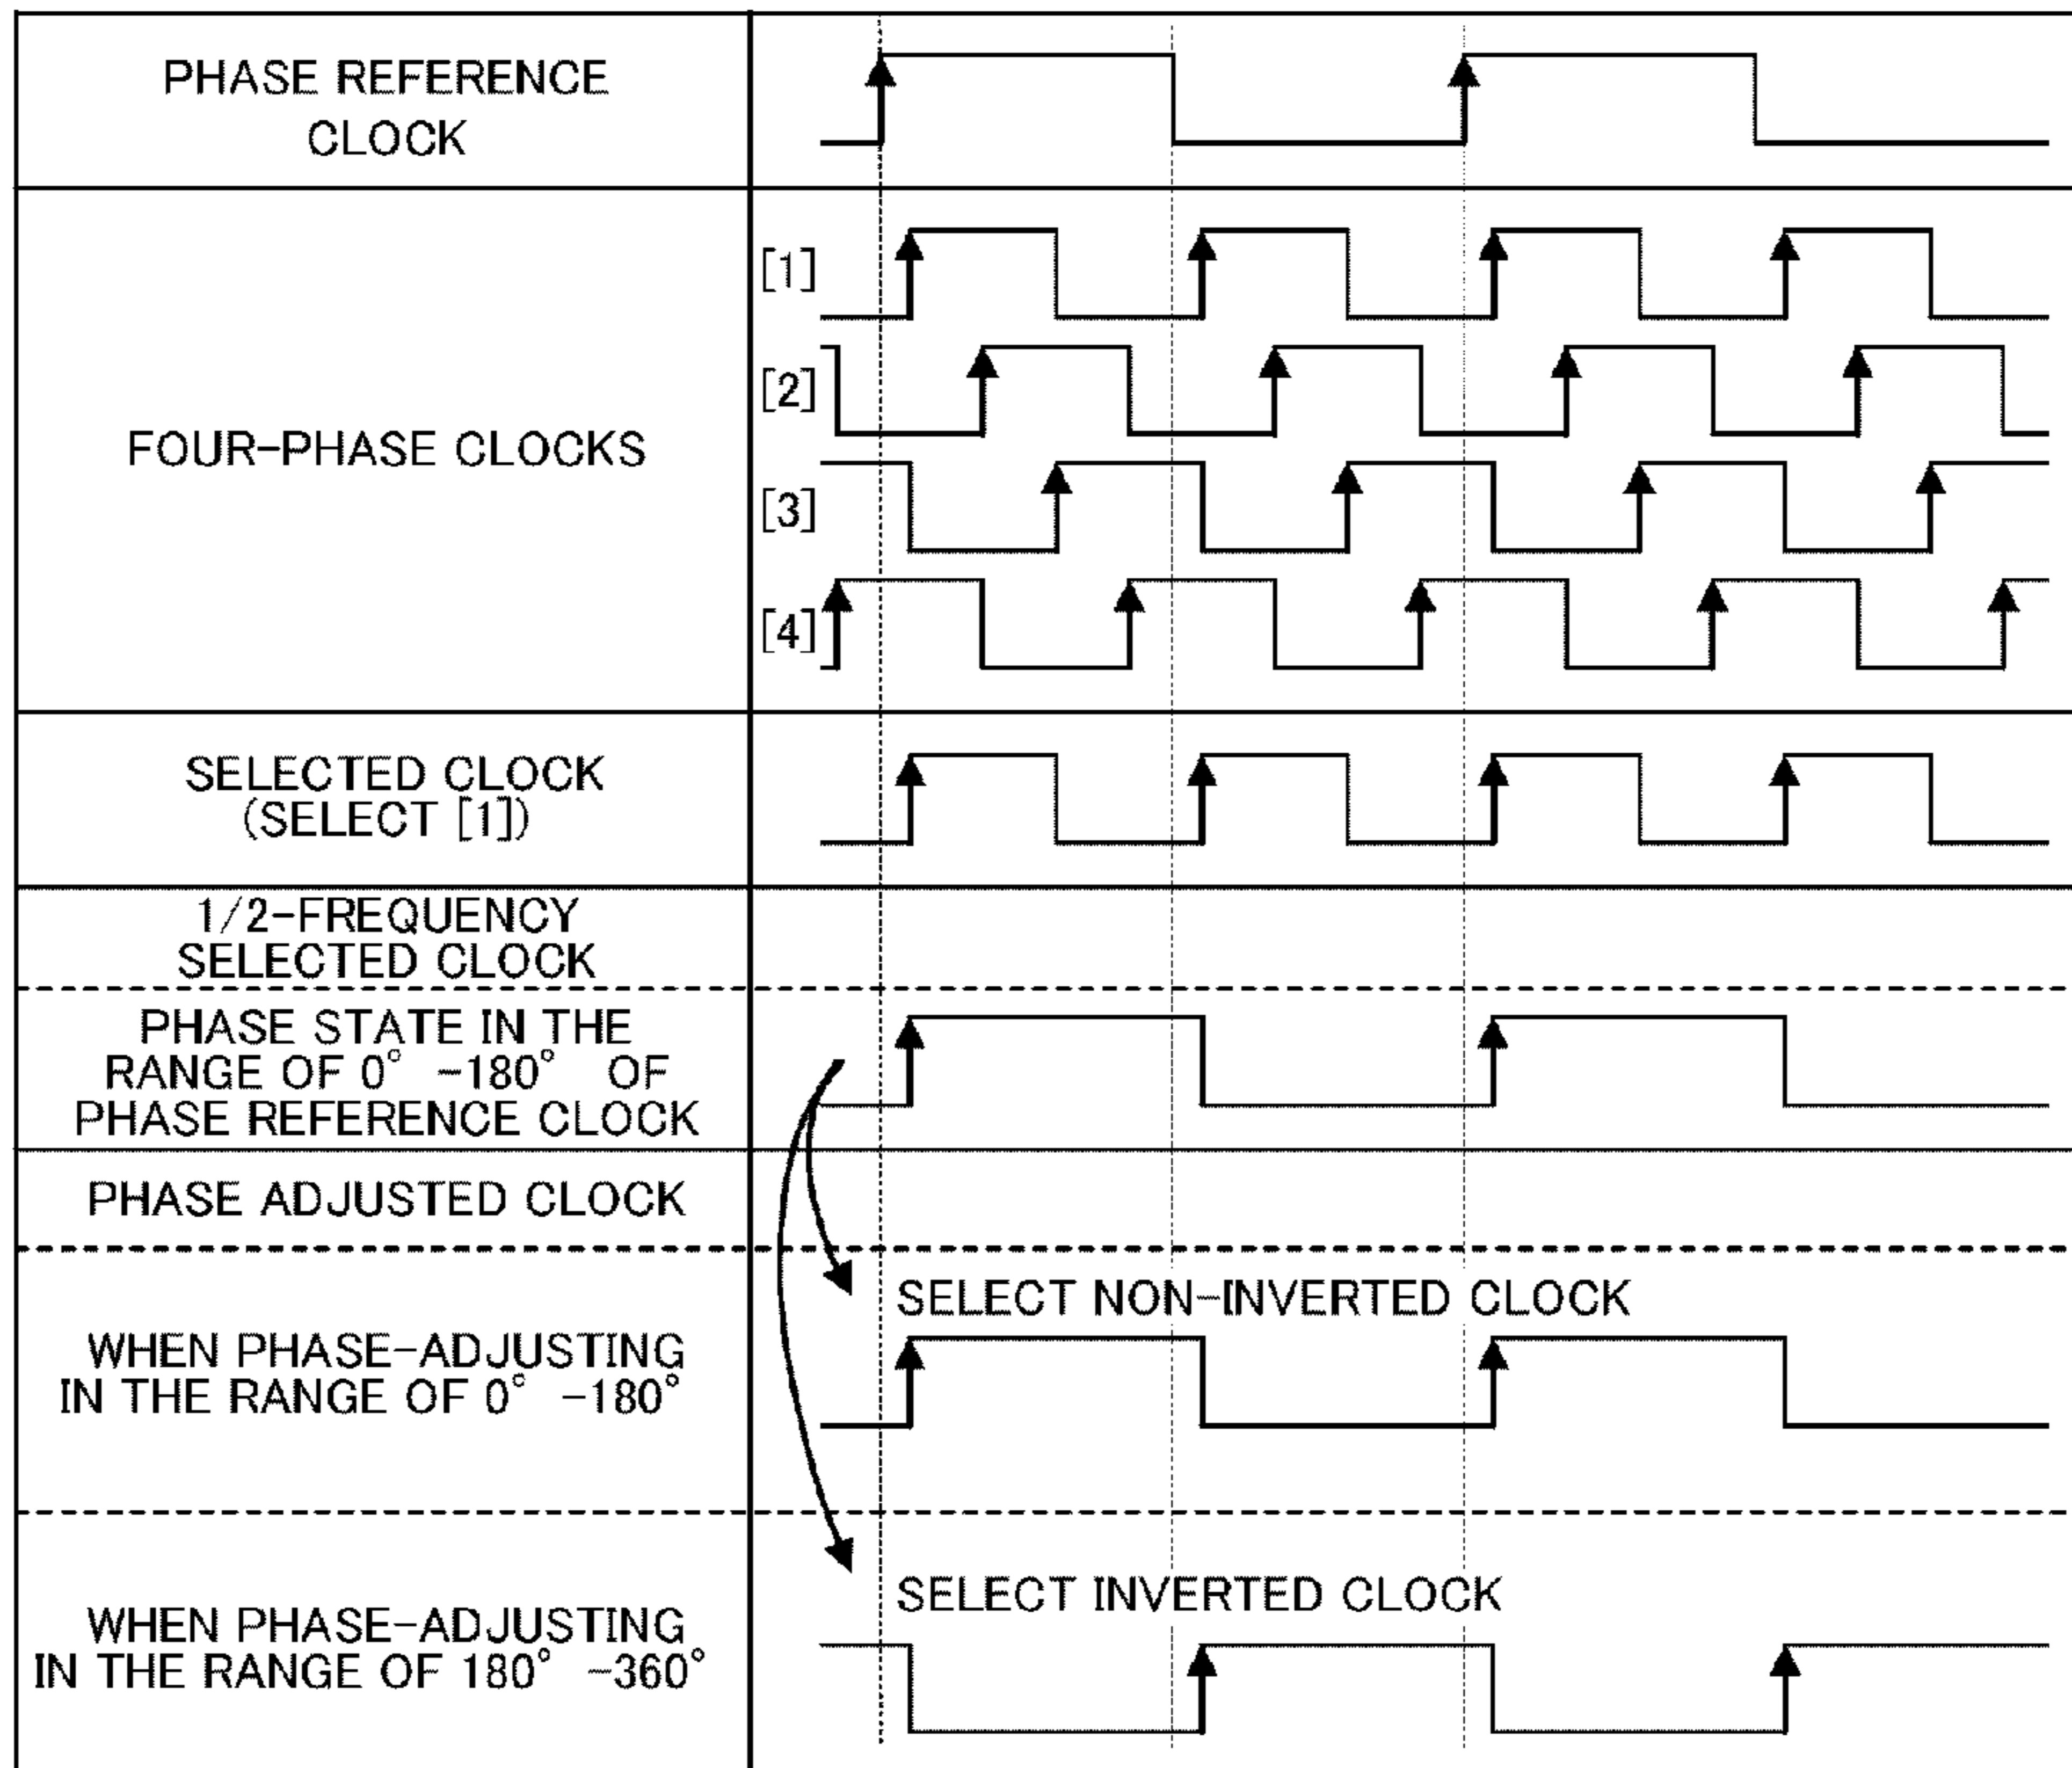 PHASE REFERENCE
CLOCK
FOUR-PHASE CLOCKS
[1]
[2]
[3]
[4]
SELECTED CLOCK
(SELECT [1])
1/2-FREQUENCY
SELECTED CLOCK
PHASE STATE IN THE
RANGE OF 0° -180° OF
PHASE REFERENCE CLOCK
PHASE ADJUSTED CLOCK
WHEN PHASE-ADJUSTING
IN THE RANGE OF 0° -180°
SELECT NON-INVERTED CLOCK
WHEN PHASE-ADJUSTING
IN THE RANGE OF 180° -360°
SELECT INVERTED CLOCK